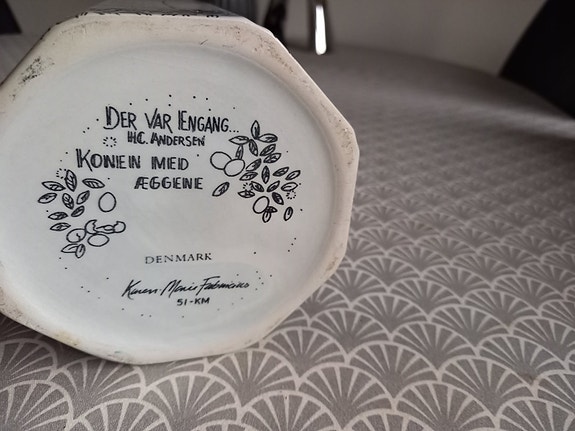 DER VAR ENGANG...
H.C. ANDERSEN
KONEN MED
ÆGGENE
DENMARK
Karen-Marie Fabricius
51-KM